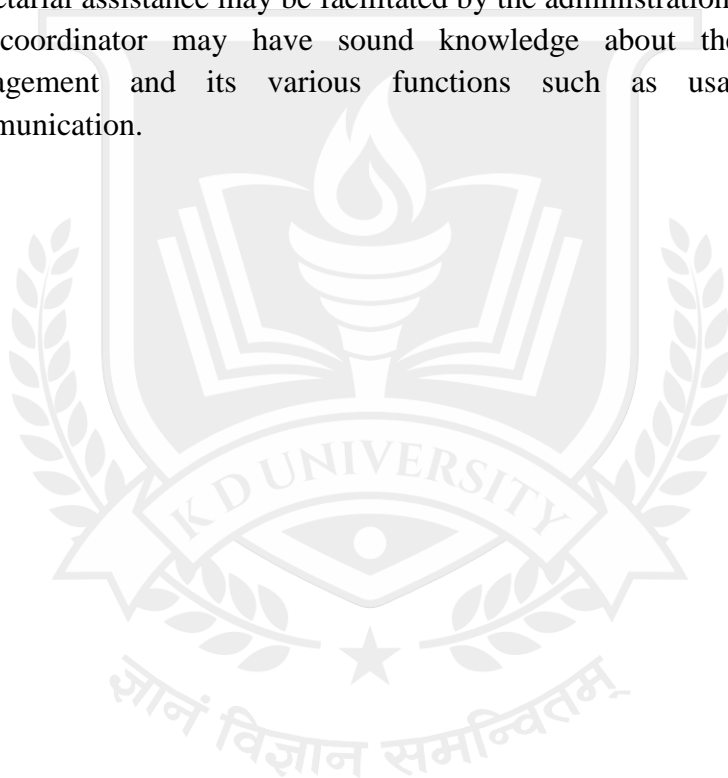 etarial assistance may be facilitated by the administration
coordinator may have sound knowledge about the
agement and its various functions such as usa
munication.
K D UNIVERSITY
ज्ञानं विज्ञान समन्वितम्